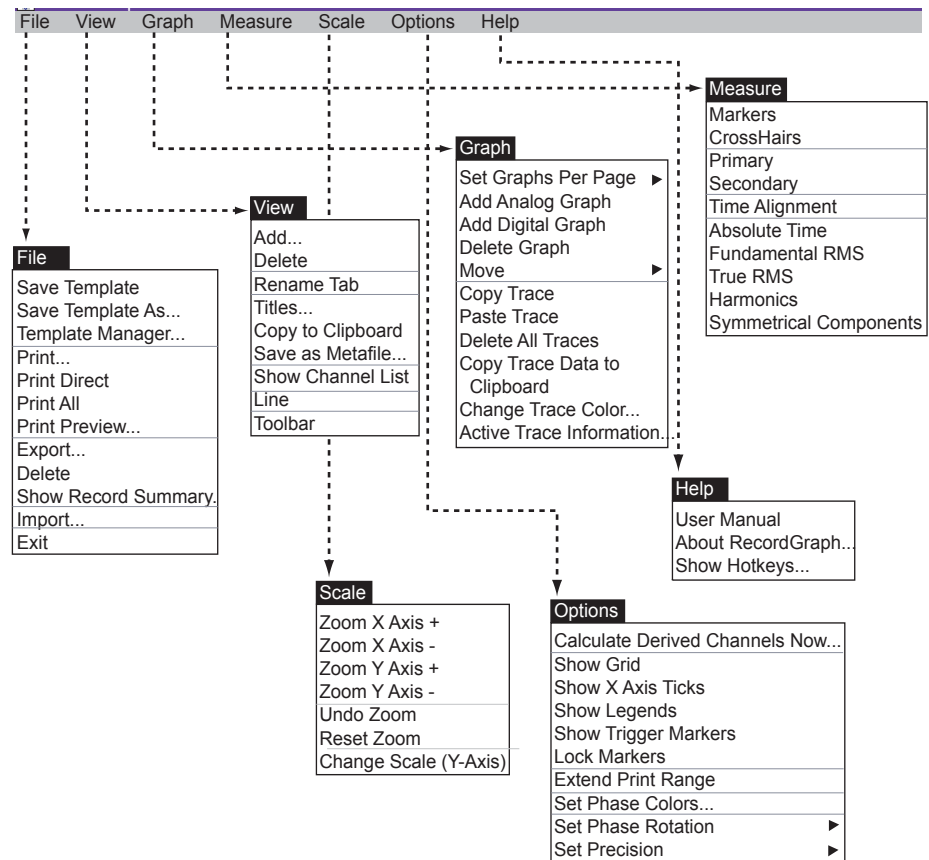 File View Graph Measure Scale Options Help
Measure
Markers
CrossHairs
Primary
Secondary
Time Alignment
Absolute Time
Fundamental RMS
True RMS
Harmonics
Symmetrical Components
Graph
Set Graphs Per Page ►
Add Analog Graph
Add Digital Graph
Delete Graph
Move ►
Copy Trace
Paste Trace
Delete All Traces
Copy Trace Data to
Clipboard
Change Trace Color...
Active Trace Information...
View
Add...
Delete
Rename Tab
Titles...
Copy to Clipboard
Save as Metafile...
Show Channel List
Line
Toolbar
File
Save Template
Save Template As...
Template Manager...
Print...
Print Direct
Print All
Print Preview...
Export...
Delete
Show Record Summary.
Import...
Exit
Help
User Manual
About RecordGraph...
Show Hotkeys...
Scale
Zoom X Axis +
Zoom X Axis -
Zoom Y Axis +
Zoom Y Axis -
Undo Zoom
Reset Zoom
Change Scale (Y-Axis)
Options
Calculate Derived Channels Now...
Show Grid
Show X Axis Ticks
Show Legends
Show Trigger Markers
Lock Markers
Extend Print Range
Set Phase Colors...
Set Phase Rotation ►
Set Precision ►